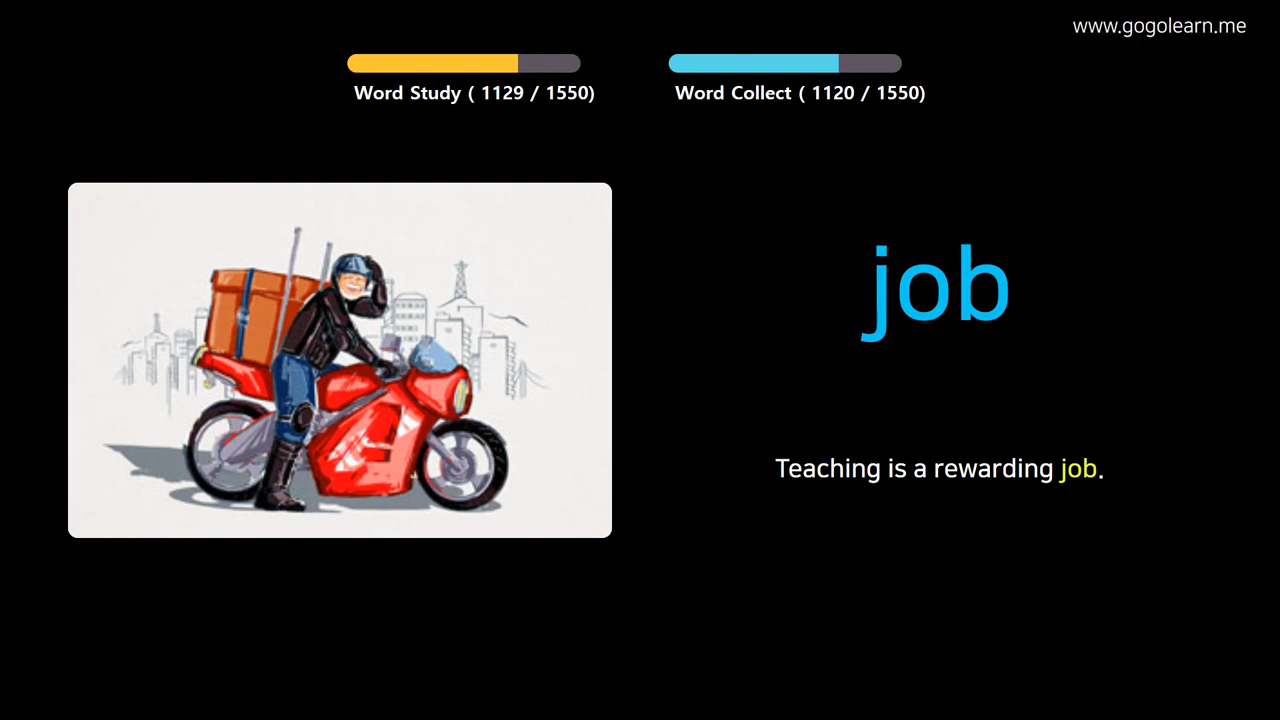 www.gogolearn.me
Word Study ( 1129 / 1550)
Word Collect ( 1120 / 1550)
job
Teaching is a rewarding job.